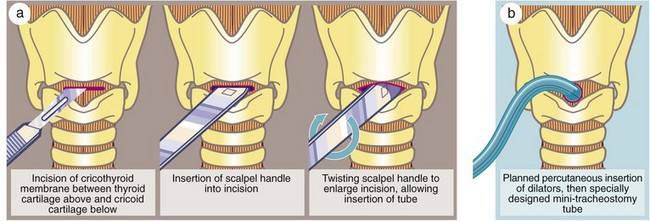 a
Incision of cricothyroid
membrane between thyroid
cartilage above and cricoid
cartilage below
Insertion of scalpel handle
into incision
Twisting scalpel handle to
enlarge incision, allowing
insertion of tube
b
Planned percutaneous insertion
of dilators, then specially
designed mini-tracheostomy
tube